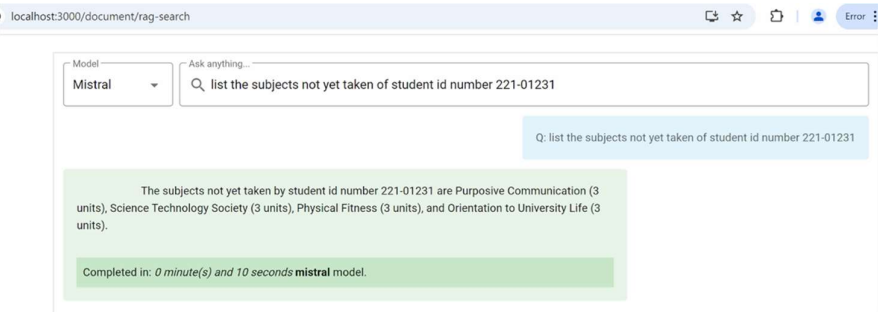 localhost:3000/document/rag-search
Error
Model
Ask anything...
Mistral
list the subjects not yet taken of student id number 221-01231
Q: list the subjects not yet taken of student id number 221-01231
The subjects not yet taken by student id number 221-01231 are Purposive Communication (3
units), Science Technology Society (3 units), Physical Fitness (3 units), and Orientation to University Life (3
units).
Completed in: 0 minute(s) and 10 seconds mistral model.